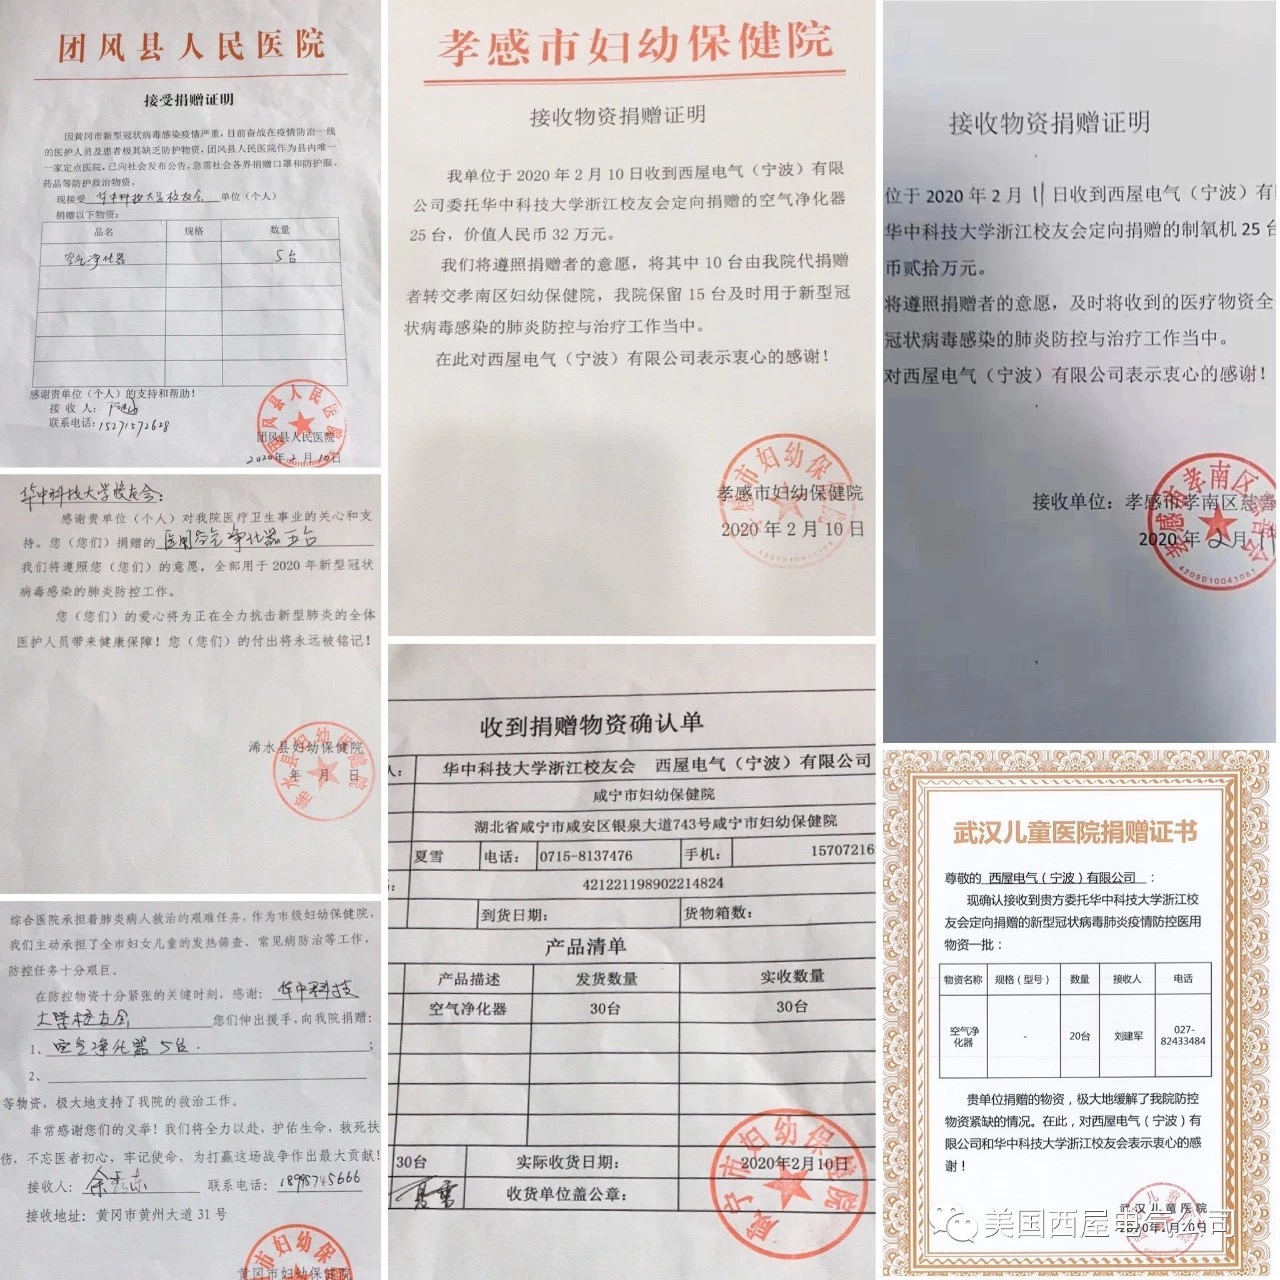 团风县人民医院
接受捐赠证明
因黄冈市新型冠状病毒感染疫情严重,目前奋战在疫情防治一线
的医护人员及患者极其缺乏防护物资,团风县人民医院作为县内唯一
一家定点医院,已向社会发布公告,急需社会各界捐赠口罩和防护服、
药品等防护救治物资。
现接受 华中科技大学校友会 单位(个人)
捐赠以下物资:
品名 规格 数量
空气净化器 5台
感谢贵单位(个人)的支持和帮助!
接 收 人:
联系电话:15271572628
团风县人民医院
2020年2月10日
华中科技大学校友会:
感谢贵单位(个人)对我院医疗卫生事业的关心和支
持。您(您们)捐赠的 医用空气净化器五台
我们将遵照您(您们)的意愿,全部用于 2020 年新型冠状
病毒感染的肺炎防控工作。
您(您们)的爱心将为正在全力抗击新型肺炎的全体
医护人员带来健康保障!您(您们)的付出将永远被铭记!
浠水县妇幼保健院
年 月 日
综合医院承担着肺炎病人救治的艰难任务,作为市级妇幼保健院,
我们主动承担了全市妇女儿童的发热筛查、常见病防治等工作,
防控任务十分艰巨。
在防控物资十分紧张的关键时刻,感谢: 华中科技
大学校友会 您们伸出援手,向我院捐赠:
1、空气净化器 5台. ;
2、
等物资,极大地支持了我院的救治工作。
非常感谢您们的义举!我们将全力以赴,护佑生命,救死扶
伤,不忘医者初心,牢记使命,为打赢这场战争作出最大贡献!
接收人: 联系电话:18995745666
接收地址:黄冈市黄州大道 31 号
黄冈市妇幼保健院
孝感市妇幼保健院
接收物资捐赠证明
我单位于 2020 年 2 月 10 日收到西屋电气(宁波)有限
公司委托华中科技大学浙江校友会定向捐赠的空气净化器
25 台,价值人民币 32 万元。
我们将遵照捐赠者的意愿,将其中 10 台由我院代捐赠
者转交孝南区妇幼保健院,我院保留 15 台及时用于新型冠
状病毒感染的肺炎防控与治疗工作当中。
在此对西屋电气(宁波)有限公司表示衷心的感谢!
孝感市妇幼保健院
2020 年 2 月 10 日
收到捐赠物资确认单
人: 华中科技大学浙江校友会 西屋电气(宁波)有限公司
咸宁市妇幼保健院
湖北省咸宁市咸安区银泉大道743号咸宁市妇幼保健院
夏雪 电话: 0715-8137476 手机: 15707216
421221198902214824
到货日期: 货物箱数:
产品清单
产品描述 发货数量 实收数量
空气净化器 30台 30台
30台 实际收货日期: 2020年2月10日
夏雪 收货单位盖公章:
接收物资捐赠证明
位于 2020 年 2 月 11 日收到西屋电气(宁波)有
华中科技大学浙江校友会定向捐赠的制氧机 25 台
币贰拾万元。
将遵照捐赠者的意愿,及时将收到的医疗物资全
冠状病毒感染的肺炎防控与治疗工作当中。
对西屋电气(宁波)有限公司表示衷心的感谢!
接收单位:孝感市孝南区慈善
2020 年 2 月 11
4209010041061
武汉儿童医院捐赠证书
尊敬的 西屋电气(宁波)有限公司 :
现确认接收到贵方委托华中科技大学浙江校
友会定向捐赠的新型冠状病毒肺炎疫情防控医用
物资一批:
物资名称 规格(型号) 数量 接收人 电话
空气净化器 - 20台 刘建军 027-82433484
贵单位捐赠的物资,极大地缓解了我院防控
物资紧缺的情况。在此,对西屋电气(宁波)有
限公司和华中科技大学浙江校友会表示衷心的感
谢!
武汉儿童医院
美国西屋电气公司